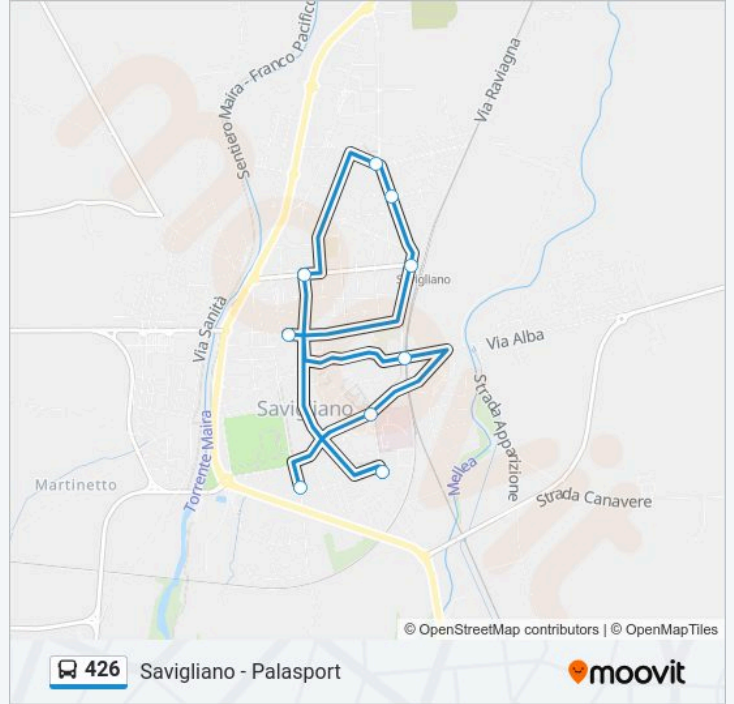 Sentiero Maira - Franco Pacifico
Via Raviagna
Savigliano
Via Sanità
Via Alba
Savigliano
Strada Apparizione
Torrente Maira
Mellea
Martinetto
Strada Canavere
moovit
© OpenStreetMap contributors | © OpenMapTiles
426 Savigliano - Palasport
moovit